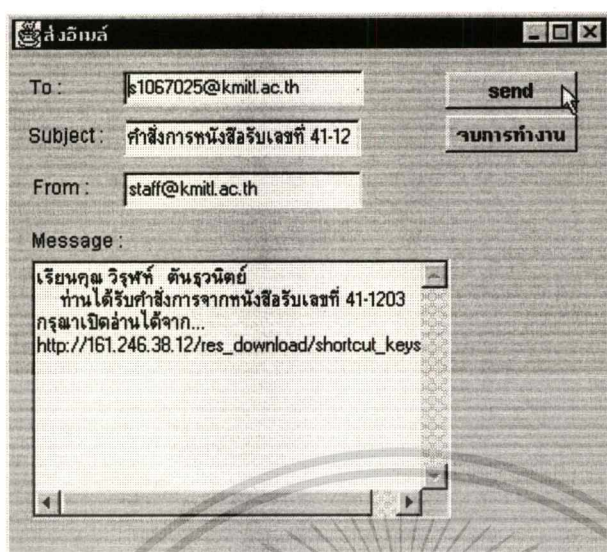 ส่งอีเมล์
To : s1067025@kmitl.ac.th send
Subject : คำสั่งการหนังสือรับเลขที่ 41-12 จบการทำงาน
From : staff@kmitl.ac.th
Message :
เรียนคุณ วิรุฬท์ ตันธุวนิตย์
ท่านได้รับคำสั่งการจากหนังสือรับเลขที่ 41-1203
กรุณาเปิดอ่านได้จาก...
http://161.246.38.12/res_download/shortcut_keys